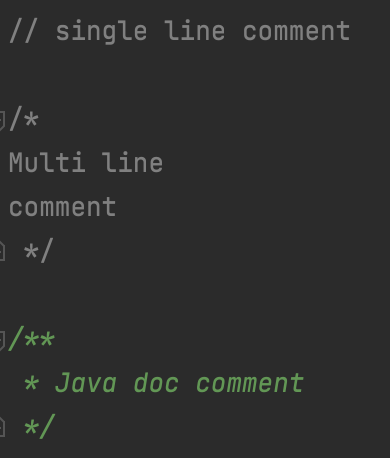 // single line comment
/*
Multi line
comment
*/
/**
* Java doc comment
*/